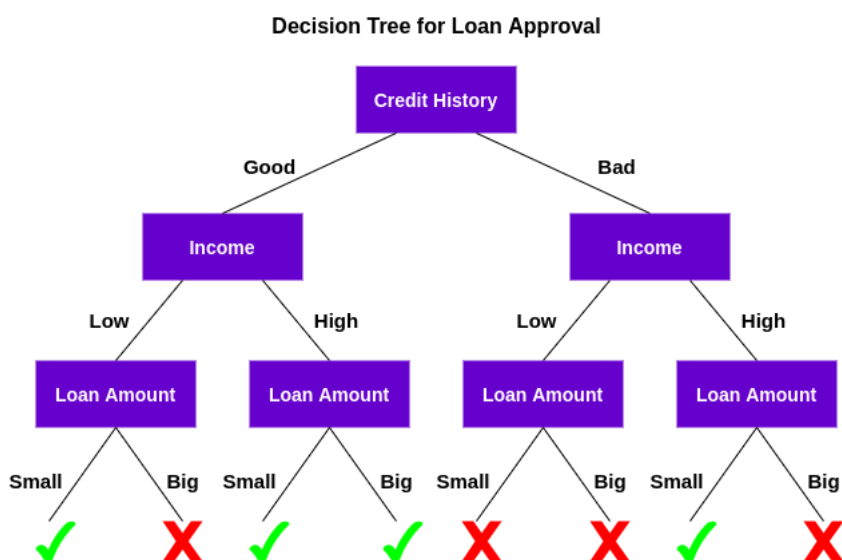 Decision Tree for Loan Approval
Credit History
Good
Bad
Income
Income
Low
High
Low
High
Loan Amount
Loan Amount
Loan Amount
Loan Amount
Small
Big
Small
Big
Small
Big
Small
Big